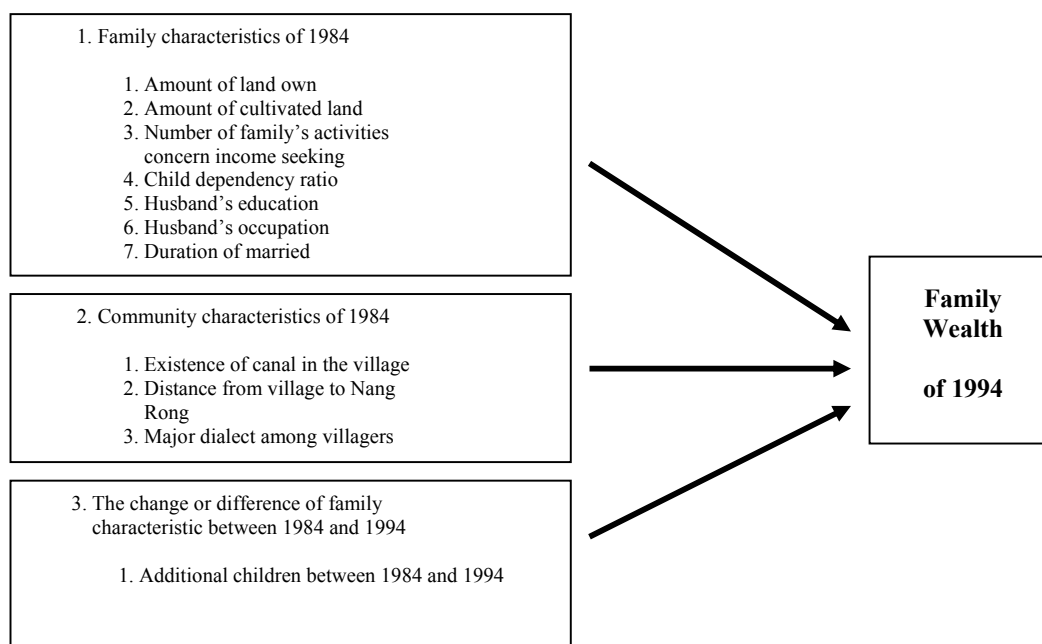 1. Family characteristics of 1984
1. Amount of land own
2. Amount of cultivated land
3. Number of family's activities
concern income seeking
4. Child dependency ratio
5. Husband's education
6. Husband's occupation
7. Duration of married
2. Community characteristics of 1984
1. Existence of canal in the village
2. Distance from village to Nang
Rong
3. Major dialect among villagers
3. The change or difference of family
characteristic between 1984 and 1994
1. Additional children between 1984 and 1994
Family
Wealth
of 1994